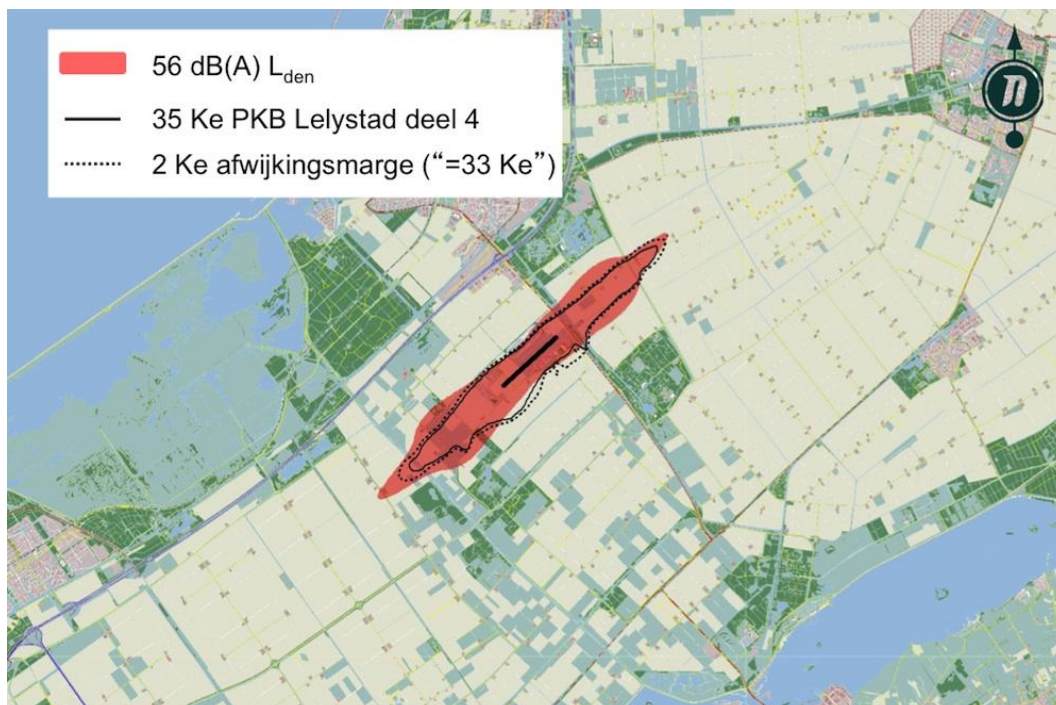 56 dB(A) Lden
35 Ke PKB Lelystad deel 4
2 Ke afwijkingsmarge (“=33 Ke”)
n